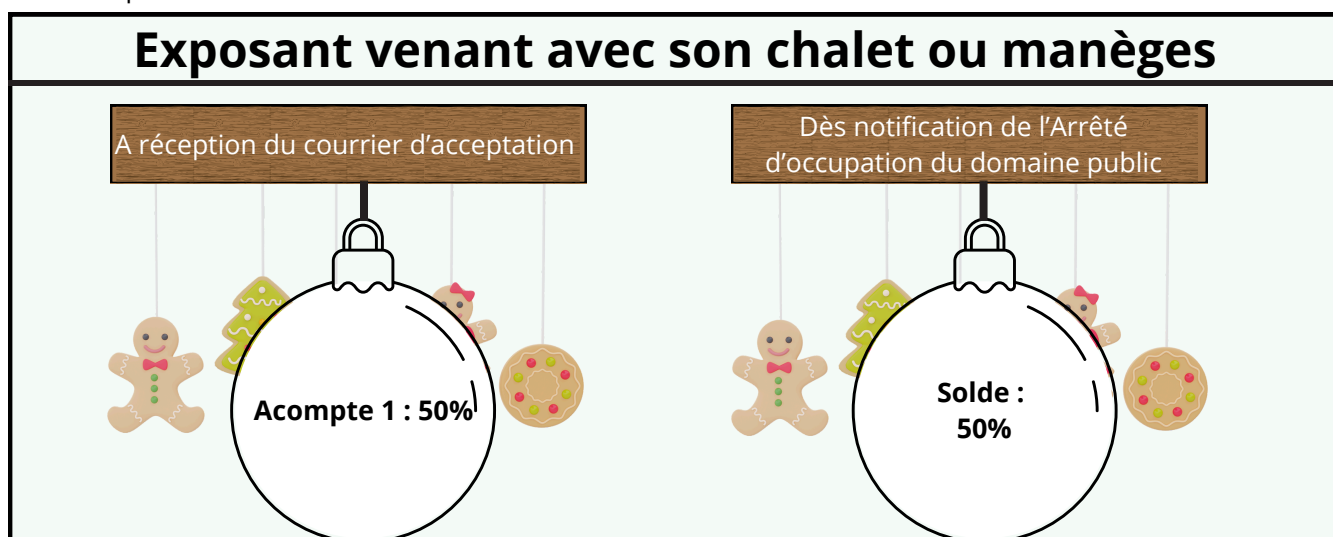 Exposant venant avec son chalet ou manèges
A réception du courrier d'acceptation
Dès notification de l'Arrêté
d'occupation du domaine public
Acompte 1 : 50%
Solde :
50%